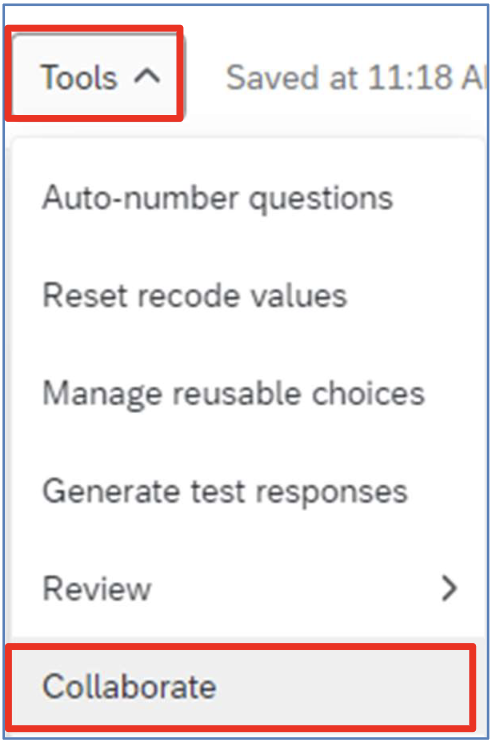 Tools Saved at 11:18 A
Auto-number questions
Reset recode values
Manage reusable choices
Generate test responses
Review
Collaborate